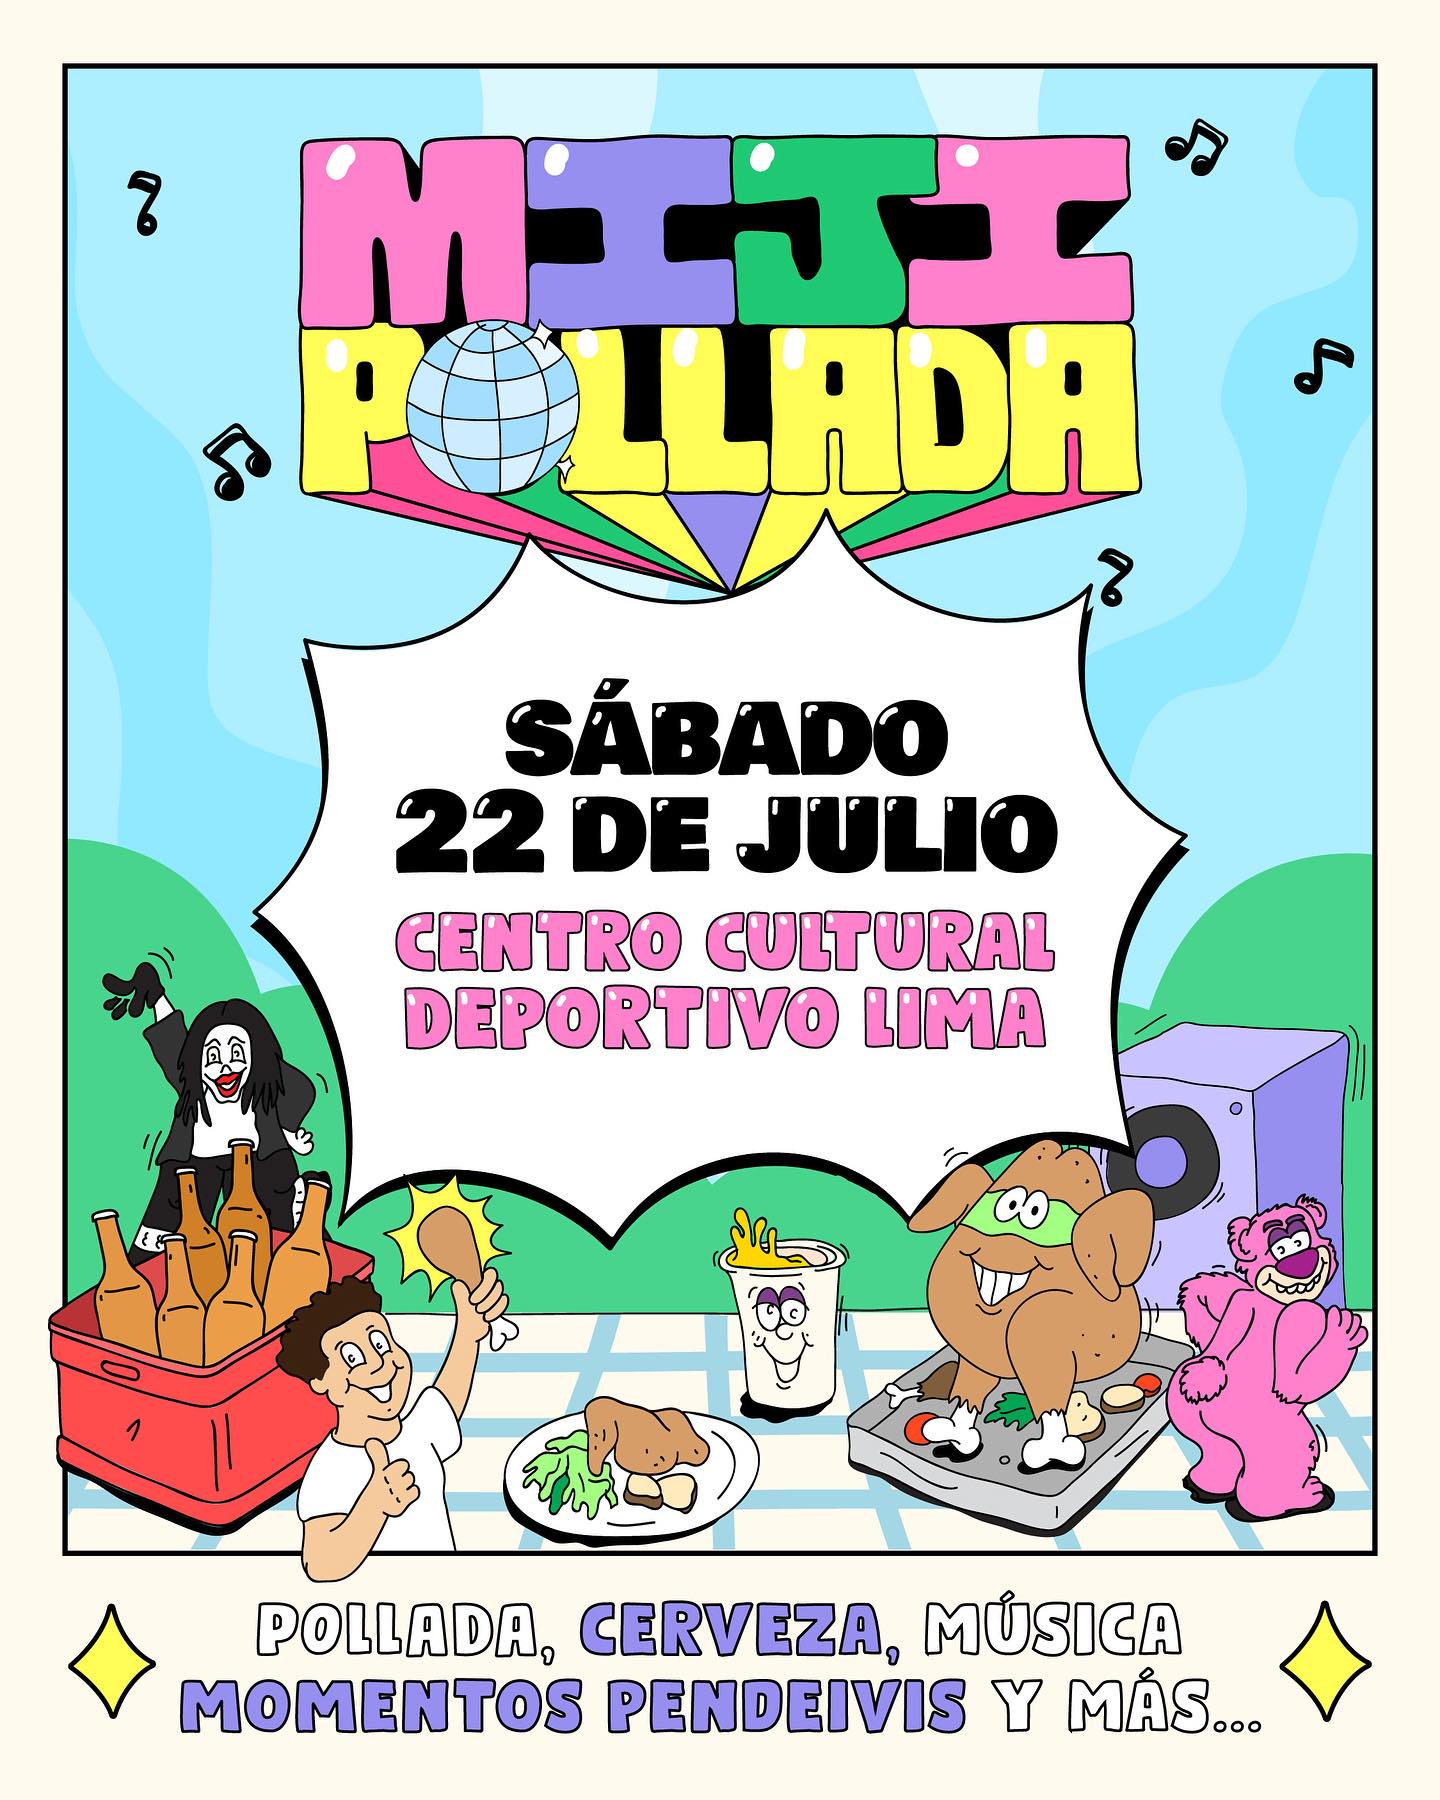 MIJI
POLLADA
SÁBADO
22 DE JULIO
CENTRO CULTURAL
DEPORTIVO LIMA
POLLADA, CERVEZA, MÚSICA
MOMENTOS PENDEIVIS Y MÁS...